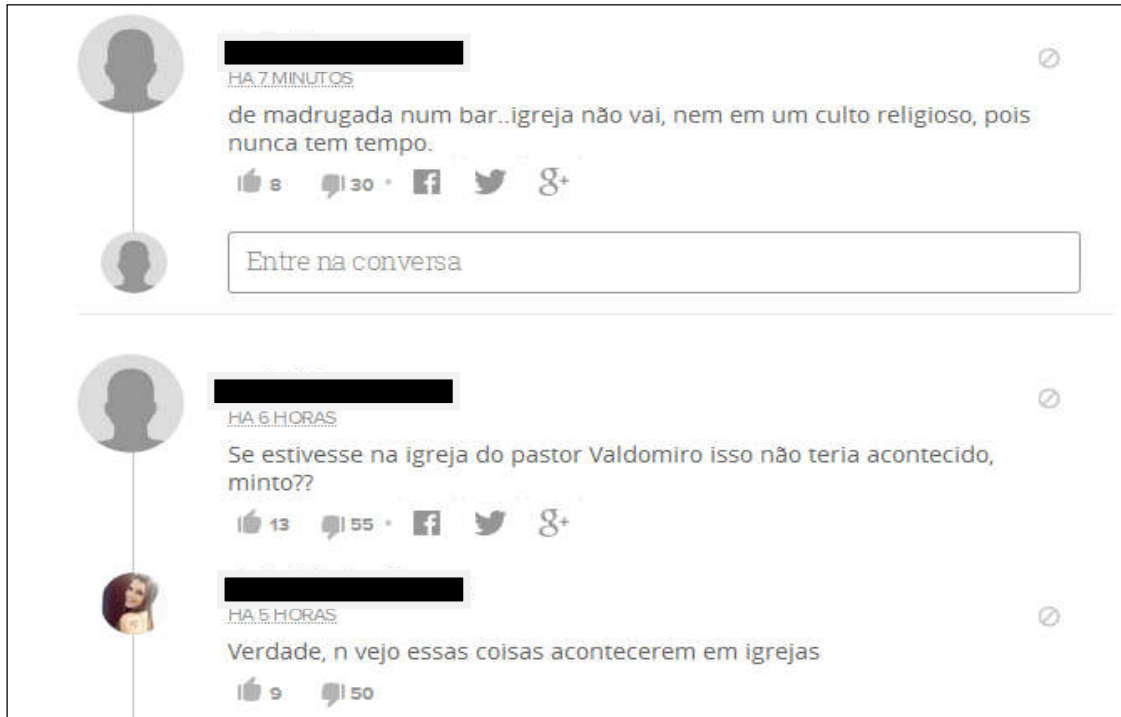 HÁ 7 MINUTOS
de madrugada num bar..igreja não vai, nem em um culto religioso, pois
nunca tem tempo.
8 30
Entre na conversa
HÁ 6 HORAS
Se estivesse na igreja do pastor Valdomiro isso não teria acontecido,
minto??
13 55
HÁ 5 HORAS
Verdade, n vejo essas coisas acontecerem em igrejas
9 50